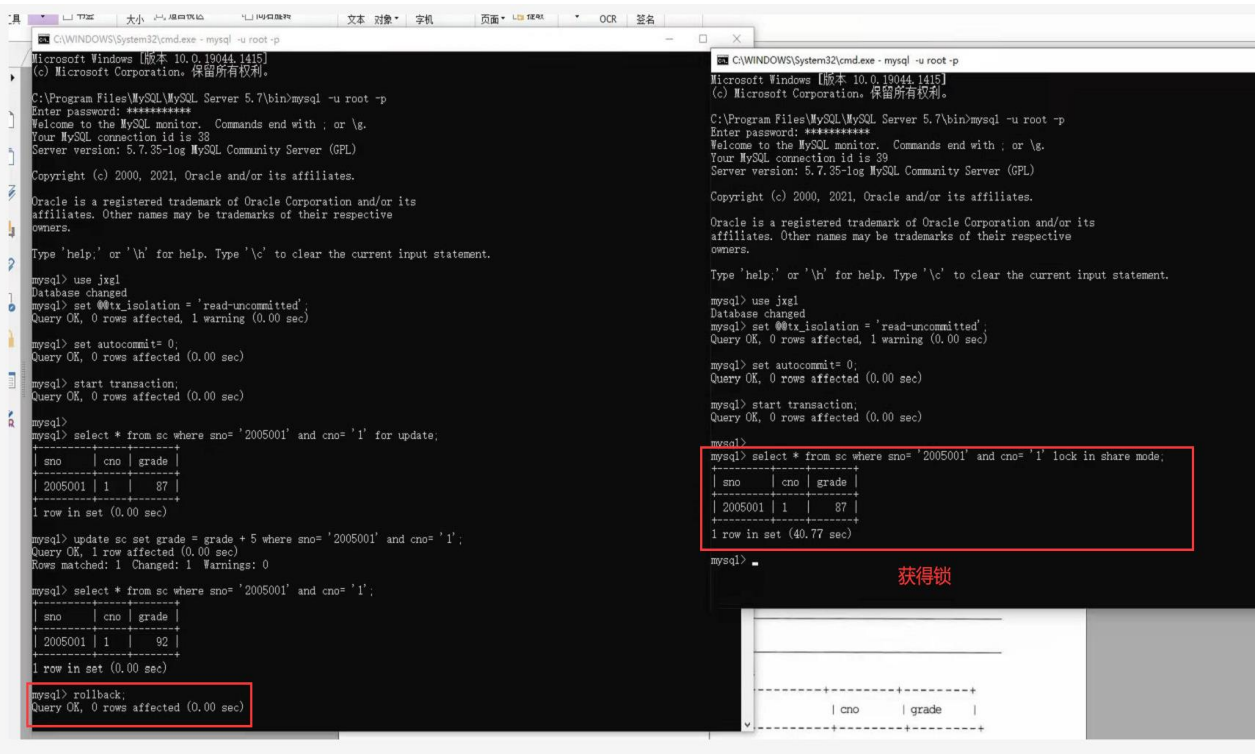 大小
文本 对象 字机
页面
OCR 签名
C:\WINDOWS\System32\cmd.exe - mysql -u root -p
Microsoft Windows [版本 10.0.19044.1415]
(c) Microsoft Corporation。保留所有权利。
C:\Program Files\MySQL\MySQL Server 5.7\bin>mysql -u root -p
Enter password: ***********
Welcome to the MySQL monitor.  Commands end with ; or \g.
Your MySQL connection id is 38
Server version: 5.7.35-log MySQL Community Server (GPL)
Copyright (c) 2000, 2021, Oracle and/or its affiliates.
Oracle is a registered trademark of Oracle Corporation and/or its
affiliates. Other names may be trademarks of their respective
owners.
Type 'help;' or '\h' for help. Type '\c' to clear the current input statement.
mysql> use jxgl
Database changed
mysql> set @@tx_isolation = 'read-uncommitted';
Query OK, 0 rows affected, 1 warning (0.00 sec)
mysql> set autocommit= 0;
Query OK, 0 rows affected (0.00 sec)
mysql> start transaction;
Query OK, 0 rows affected (0.00 sec)
mysql>
mysql> select * from sc where sno= '2005001' and cno= '1' for update;
+---------+-----+-------+
| sno     | cno | grade |
+---------+-----+-------+
| 2005001 | 1   |    87 |
+---------+-----+-------+
1 row in set (0.00 sec)
mysql> update sc set grade = grade + 5 where sno= '2005001' and cno= '1';
Query OK, 1 row affected (0.00 sec)
Rows matched: 1  Changed: 1  Warnings: 0
mysql> select * from sc where sno= '2005001' and cno= '1';
+---------+-----+-------+
| sno     | cno | grade |
+---------+-----+-------+
| 2005001 | 1   |    92 |
+---------+-----+-------+
1 row in set (0.00 sec)
mysql> rollback;
Query OK, 0 rows affected (0.00 sec)
C:\WINDOWS\System32\cmd.exe - mysql -u root -p
Microsoft Windows [版本 10.0.19044.1415]
(c) Microsoft Corporation。保留所有权利。
C:\Program Files\MySQL\MySQL Server 5.7\bin>mysql -u root -p
Enter password: ***********
Welcome to the MySQL monitor.  Commands end with ; or \g.
Your MySQL connection id is 39
Server version: 5.7.35-log MySQL Community Server (GPL)
Copyright (c) 2000, 2021, Oracle and/or its affiliates.
Oracle is a registered trademark of Oracle Corporation and/or its
affiliates. Other names may be trademarks of their respective
owners.
Type 'help;' or '\h' for help. Type '\c' to clear the current input statement.
mysql> use jxgl
Database changed
mysql> set @@tx_isolation = 'read-uncommitted';
Query OK, 0 rows affected, 1 warning (0.00 sec)
mysql> set autocommit= 0;
Query OK, 0 rows affected (0.00 sec)
mysql> start transaction;
Query OK, 0 rows affected (0.00 sec)
mysql>
mysql> select * from sc where sno= '2005001' and cno= '1' lock in share mode;
+---------+-----+-------+
| sno     | cno | grade |
+---------+-----+-------+
| 2005001 | 1   |    87 |
+---------+-----+-------+
1 row in set (40.77 sec)
mysql>
获得锁
| cno | grade |